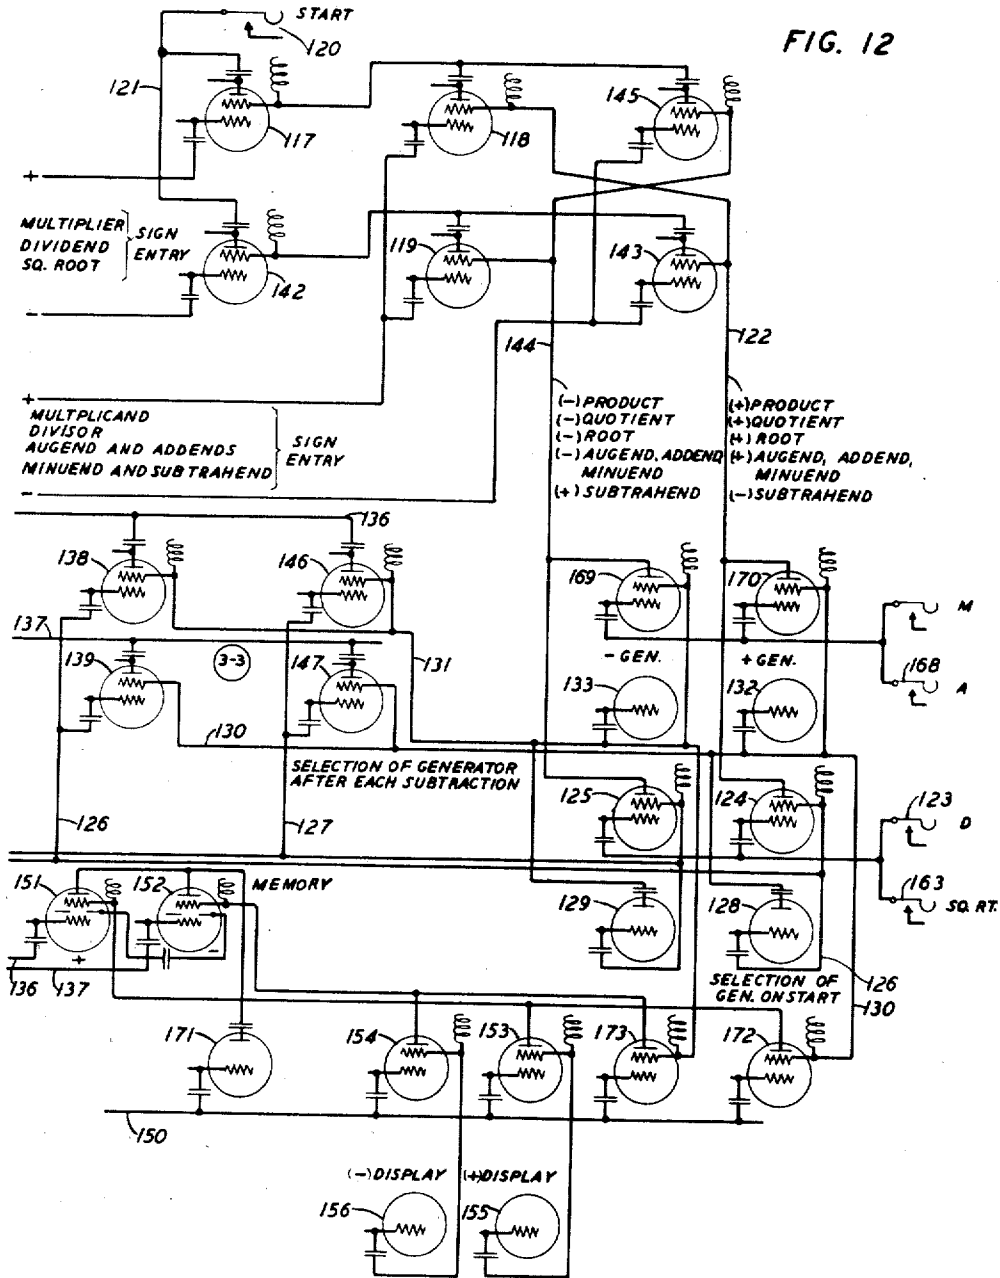 START
FIG. 12
120
121
117
118
145
+
MULTIPLIER
DIVIDEND
SQ. ROOT
SIGN
ENTRY
142
119
143
-
144
122
+
MULTPLICAND
DIVISOR
AUGEND AND ADDENDS
MINUEND AND SUBTRAHEND
SIGN
ENTRY
-
(-) PRODUCT
(-) QUOTIENT
(-) ROOT
(-) AUGEND, ADDEND,
MINUEND
(+) SUBTRAHEND
(+) PRODUCT
(+) QUOTIENT
(+) ROOT
(+) AUGEND, ADDEND,
MINUEND
(-) SUBTRAHEND
136
138
146
169
170
M
137
139
3-3
147
131
- GEN.
+ GEN.
168
A
133
132
130
SELECTION OF GENERATOR
AFTER EACH SUBTRACTION
125
124
123
D
126
127
151
152
MEMORY
163
SQ. RT.
129
128
+
-
136
137
SELECTION OF
GEN. ON START
126
130
171
154
153
173
172
150
(-) DISPLAY
(+) DISPLAY
156
155